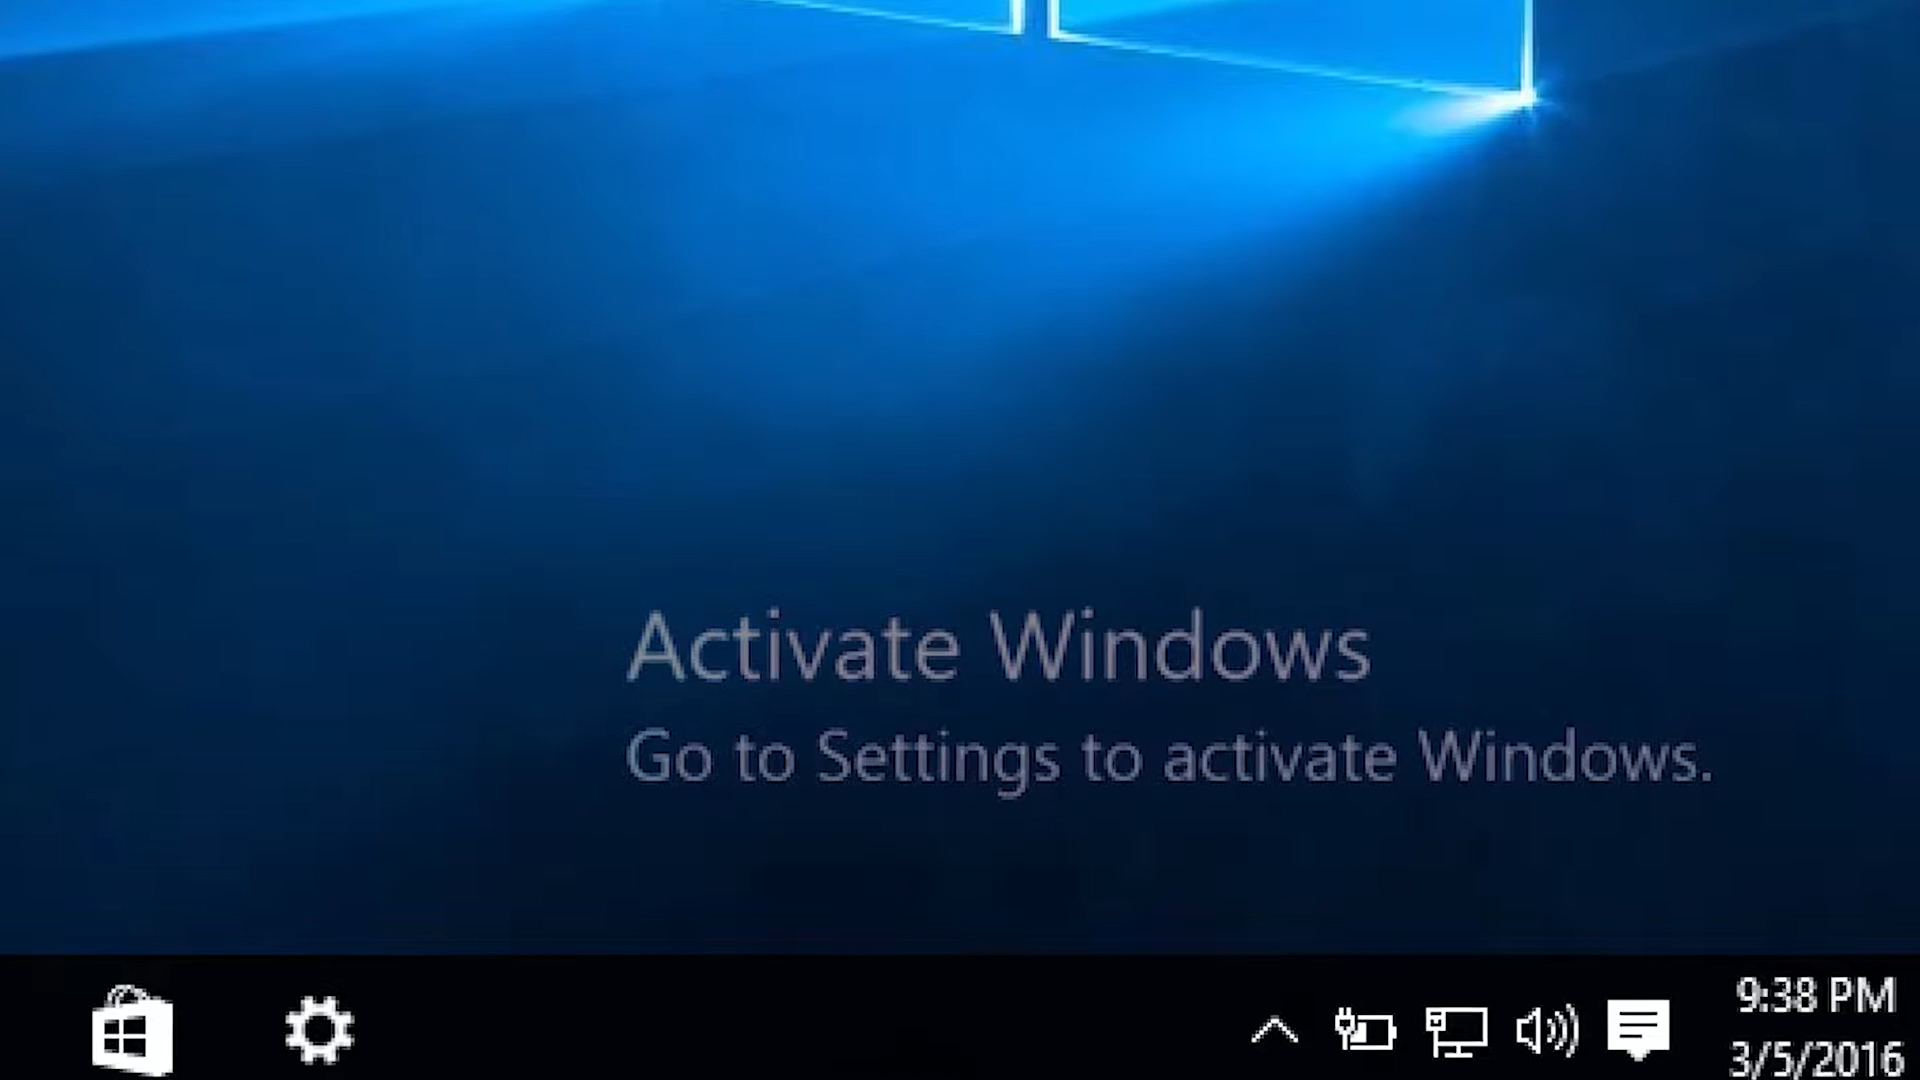 Activate Windows
Go to Settings to activate Windows.
9:38 PM
3/5/2016